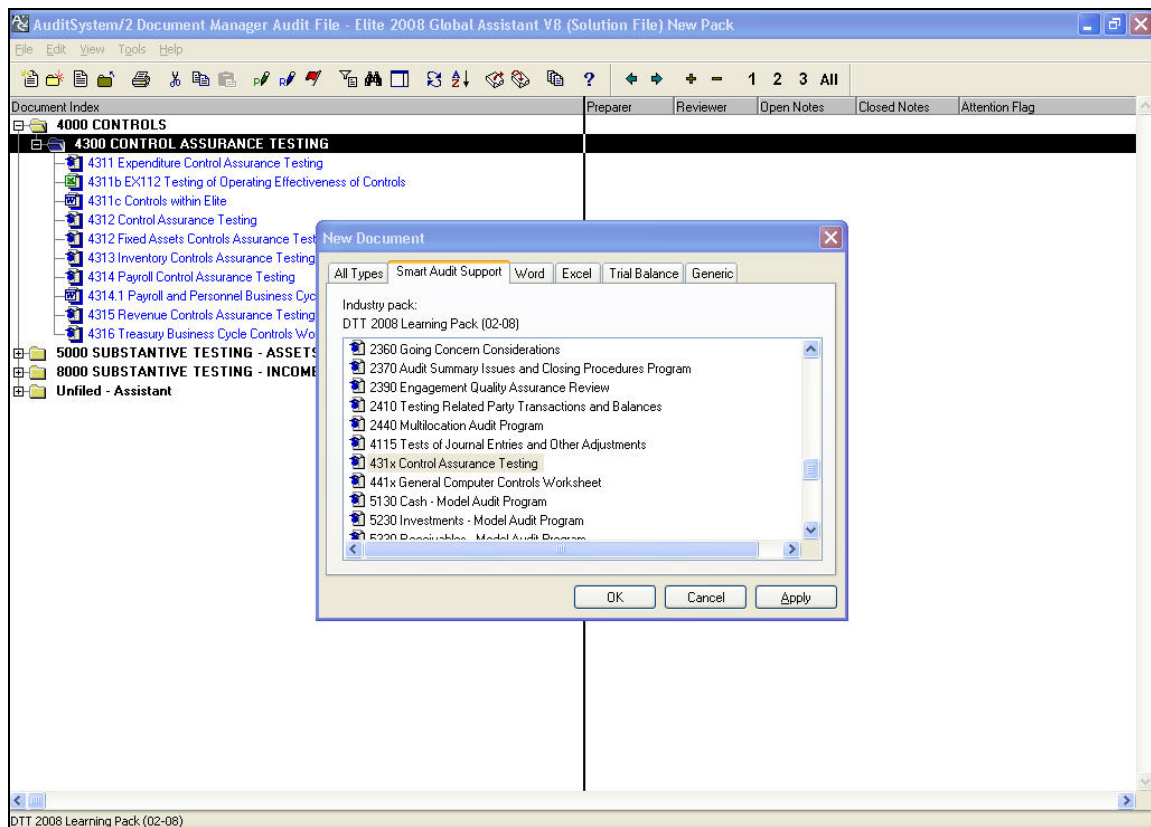 AuditSystem/2 Document Manager Audit File - Elite 2008 Global Assistant V8 (Solution File) New Pack
File Edit View Tools Help
1 2 3 All
Document Index Preparer Reviewer Open Notes Closed Notes Attention Flag
4000 CONTROLS
4300 CONTROL ASSURANCE TESTING
4311 Expenditure Control Assurance Testing
4311b EX112 Testing of Operating Effectiveness of Controls
4311c Controls within Elite
4312 Control Assurance Testing
4312 Fixed Assets Controls Assurance Test
4313 Inventory Controls Assurance Testing
4314 Payroll Control Assurance Testing
4314.1 Payroll and Personnel Business Cyc
4315 Revenue Controls Assurance Testing
4316 Treasury Business Cycle Controls Wo
5000 SUBSTANTIVE TESTING - ASSETS
8000 SUBSTANTIVE TESTING - INCOME
Unfiled - Assistant
New Document
All Types Smart Audit Support Word Excel Trial Balance Generic
Industry pack:
DTT 2008 Learning Pack (02-08)
2360 Going Concern Considerations
2370 Audit Summary Issues and Closing Procedures Program
2390 Engagement Quality Assurance Review
2410 Testing Related Party Transactions and Balances
2440 Multilocation Audit Program
4115 Tests of Journal Entries and Other Adjustments
431x Control Assurance Testing
441x General Computer Controls Worksheet
5130 Cash - Model Audit Program
5230 Investments - Model Audit Program
Receivables - Model Audit Program
OK Cancel Apply
DTT 2008 Learning Pack (02-08)